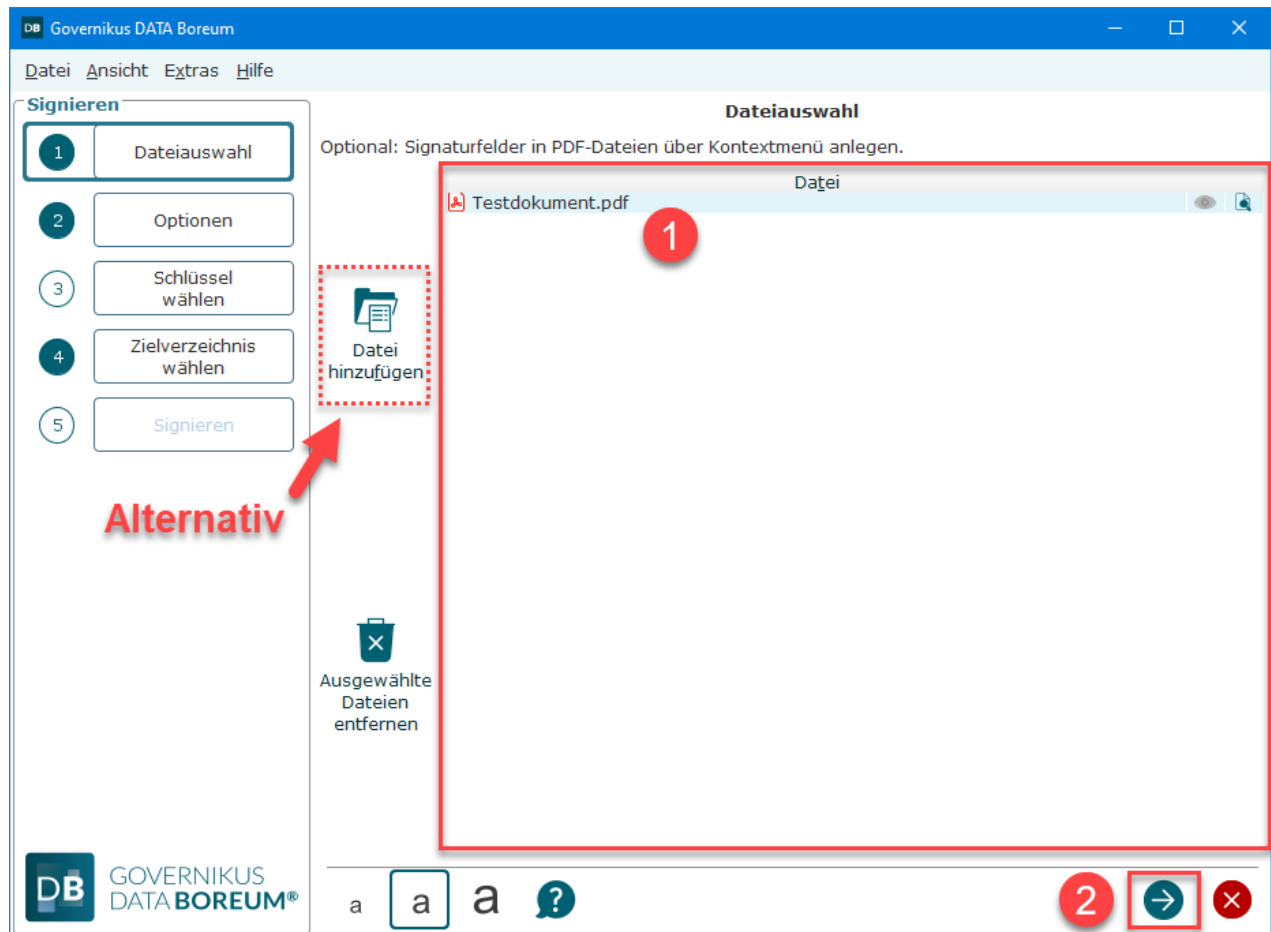 DB Governikus DATA Boreum
Datei Ansicht Extras Hilfe
Signieren
1 Dateiauswahl
2 Optionen
3 Schlüssel
wählen
4 Zielverzeichnis
wählen
5 Signieren
Alternativ
Dateiauswahl
Optional: Signaturfelder in PDF-Dateien über Kontextmenü anlegen.
Datei
Testdokument.pdf
1
Datei
hinzufügen
Ausgewählte
Dateien
entfernen
DB GOVERNIKUS
DATA BOREUM®
a a a ?
2